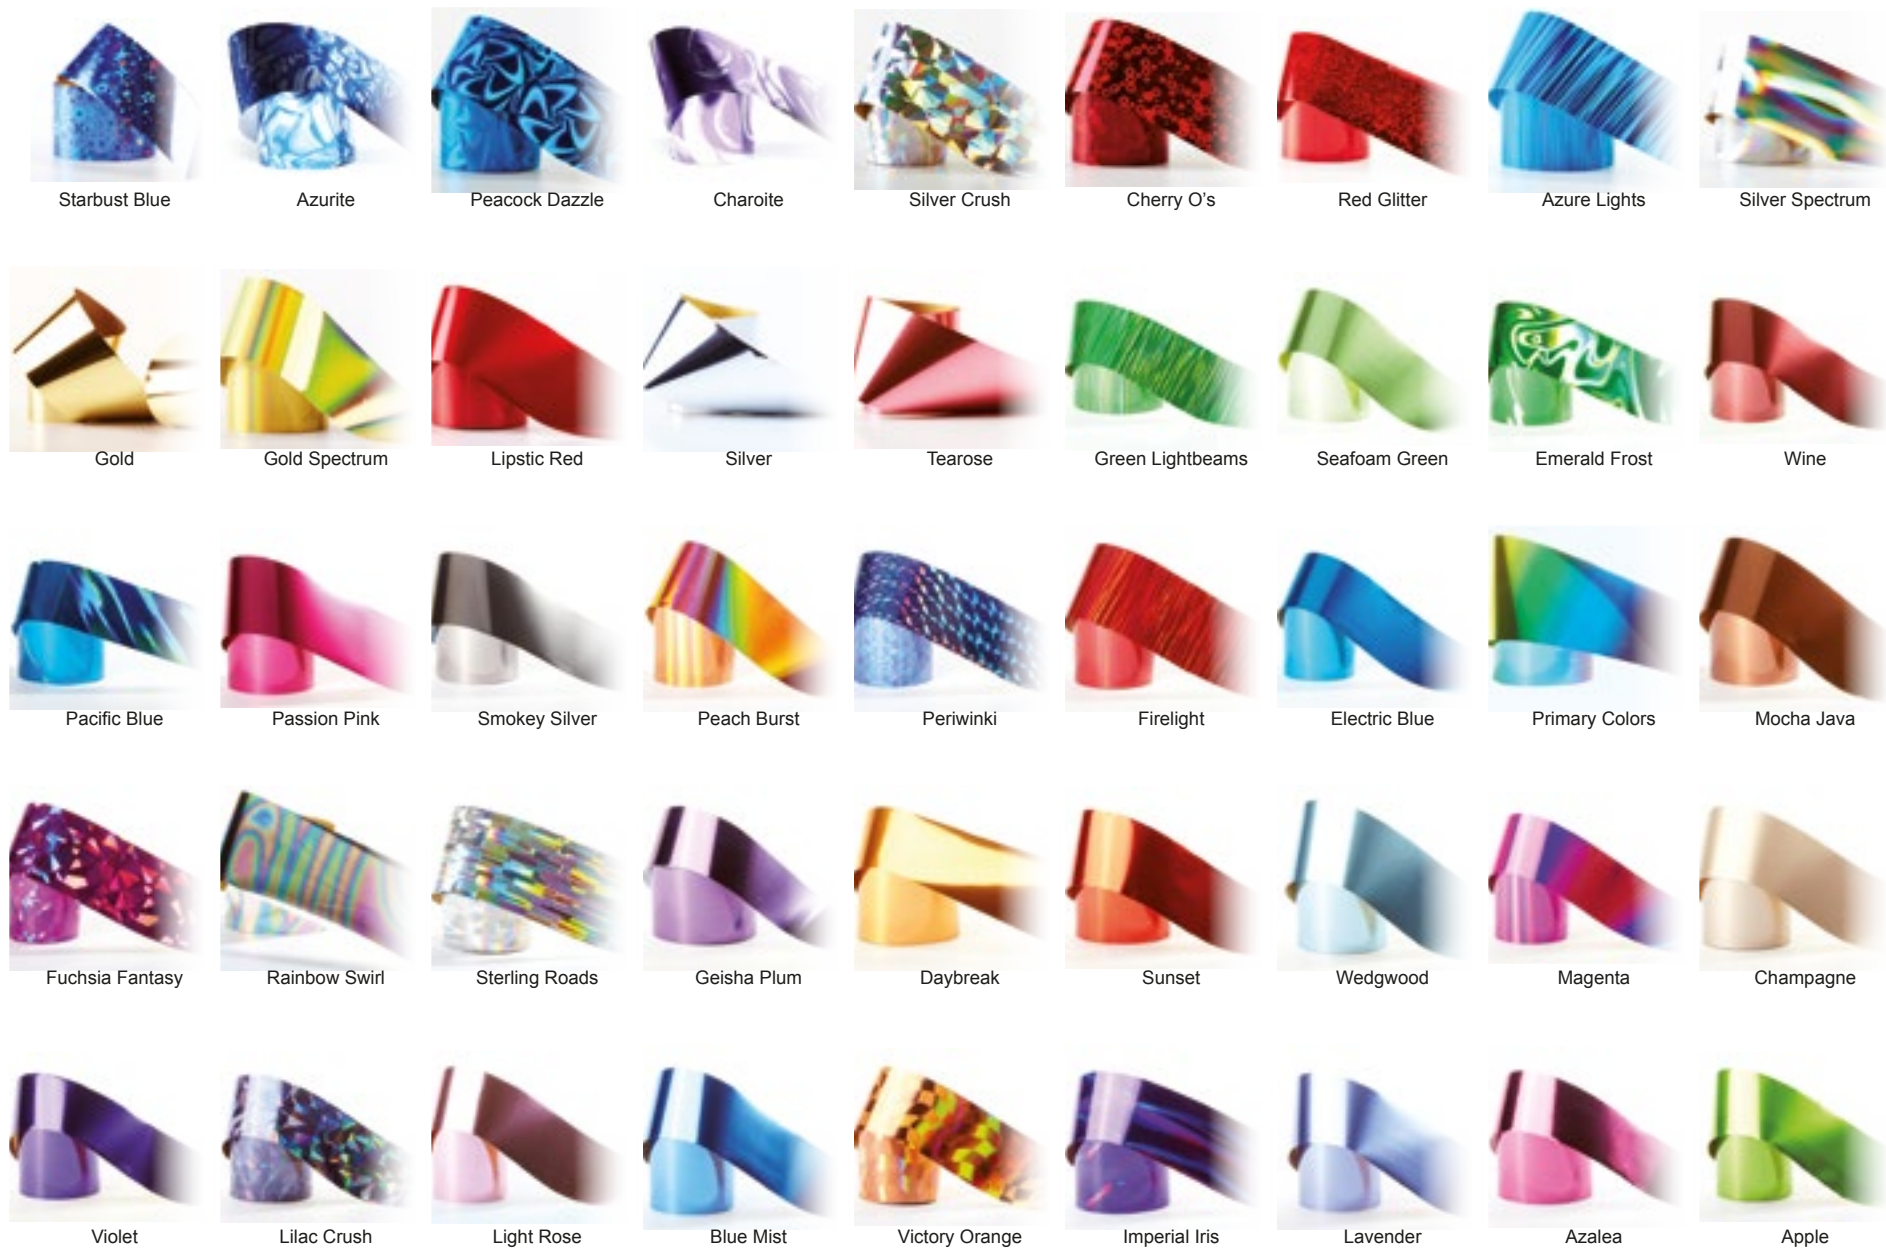 Starbust Blue
Azurite
Peacock Dazzle
Charoite
Silver Crush
Cherry O's
Red Glitter
Azure Lights
Silver Spectrum
Gold
Gold Spectrum
Lipstic Red
Silver
Tearose
Green Lightbeams
Seafoam Green
Emerald Frost
Wine
Pacific Blue
Passion Pink
Smokey Silver
Peach Burst
Periwinki
Firelight
Electric Blue
Primary Colors
Mocha Java
Fuchsia Fantasy
Rainbow Swirl
Sterling Roads
Geisha Plum
Daybreak
Sunset
Wedgwood
Magenta
Champagne
Violet
Lilac Crush
Light Rose
Blue Mist
Victory Orange
Imperial Iris
Lavender
Azalea
Apple